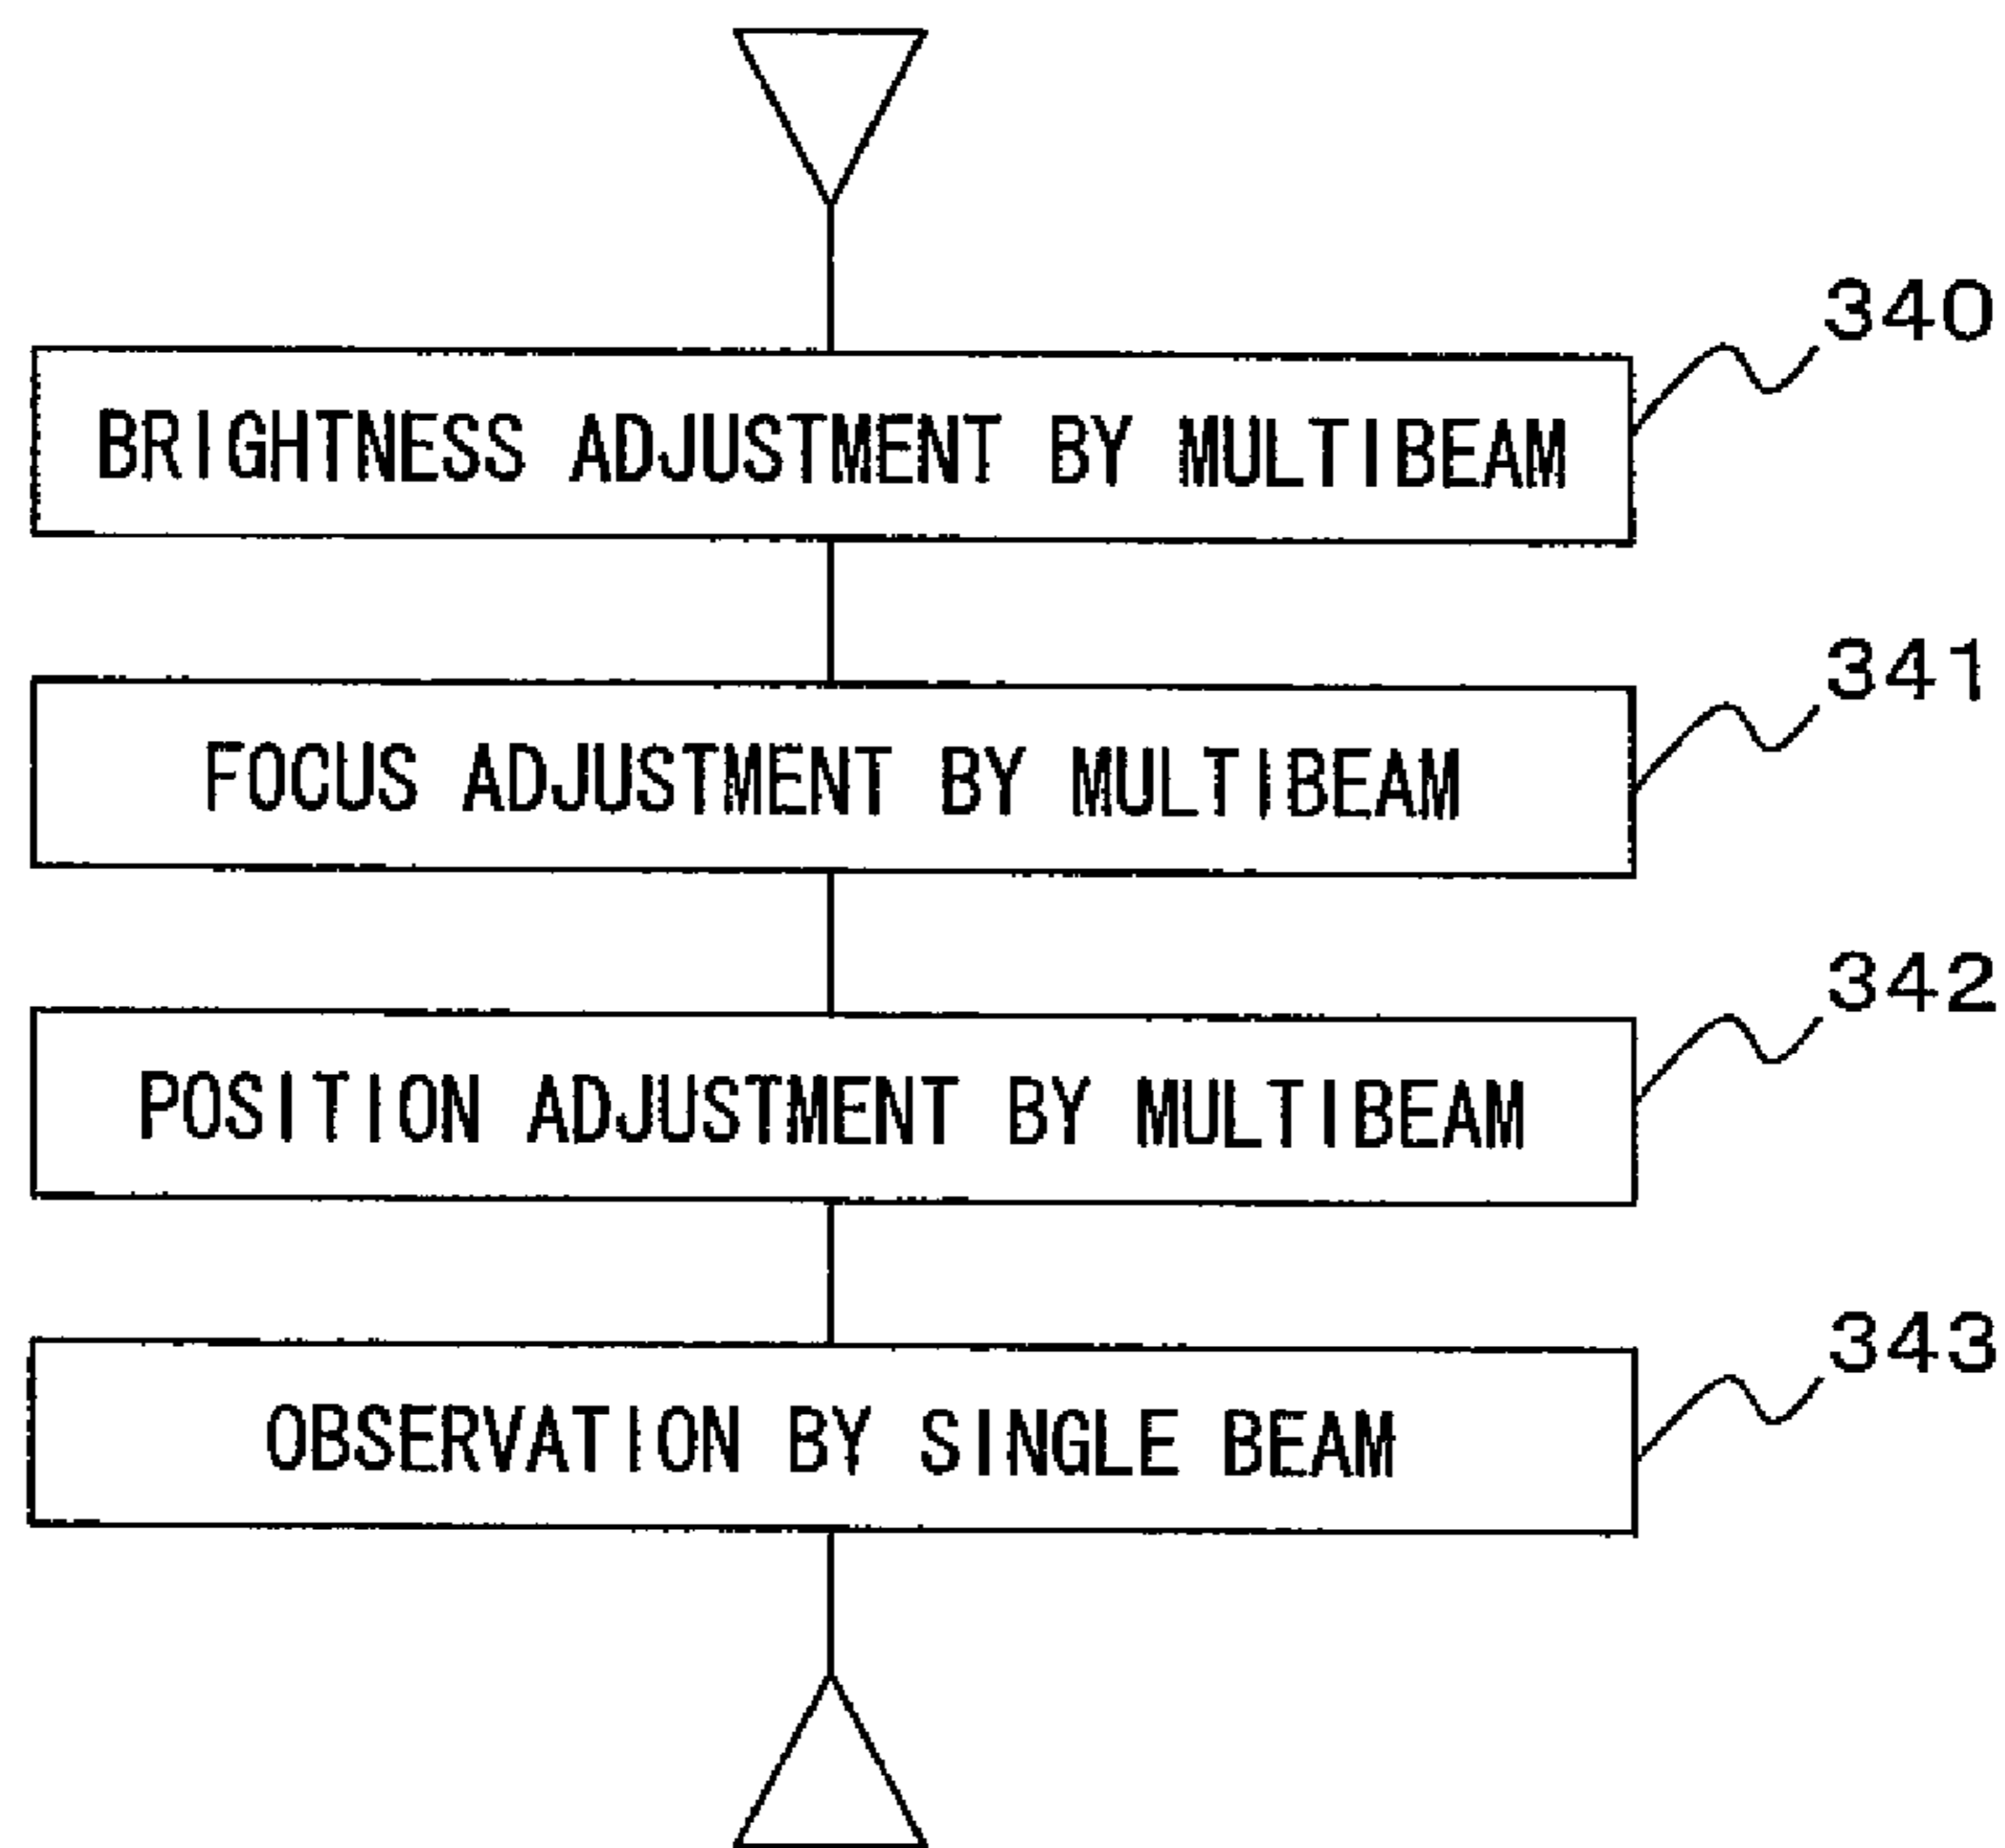 340
BRIGHTNESS ADJUSTMENT BY MULTIBEAM
341
FOCUS ADJUSTMENT BY MULTIBEAM
342
POSITION ADJUSTMENT BY MULTIBEAM
343
OBSERVATION BY SINGLE BEAM